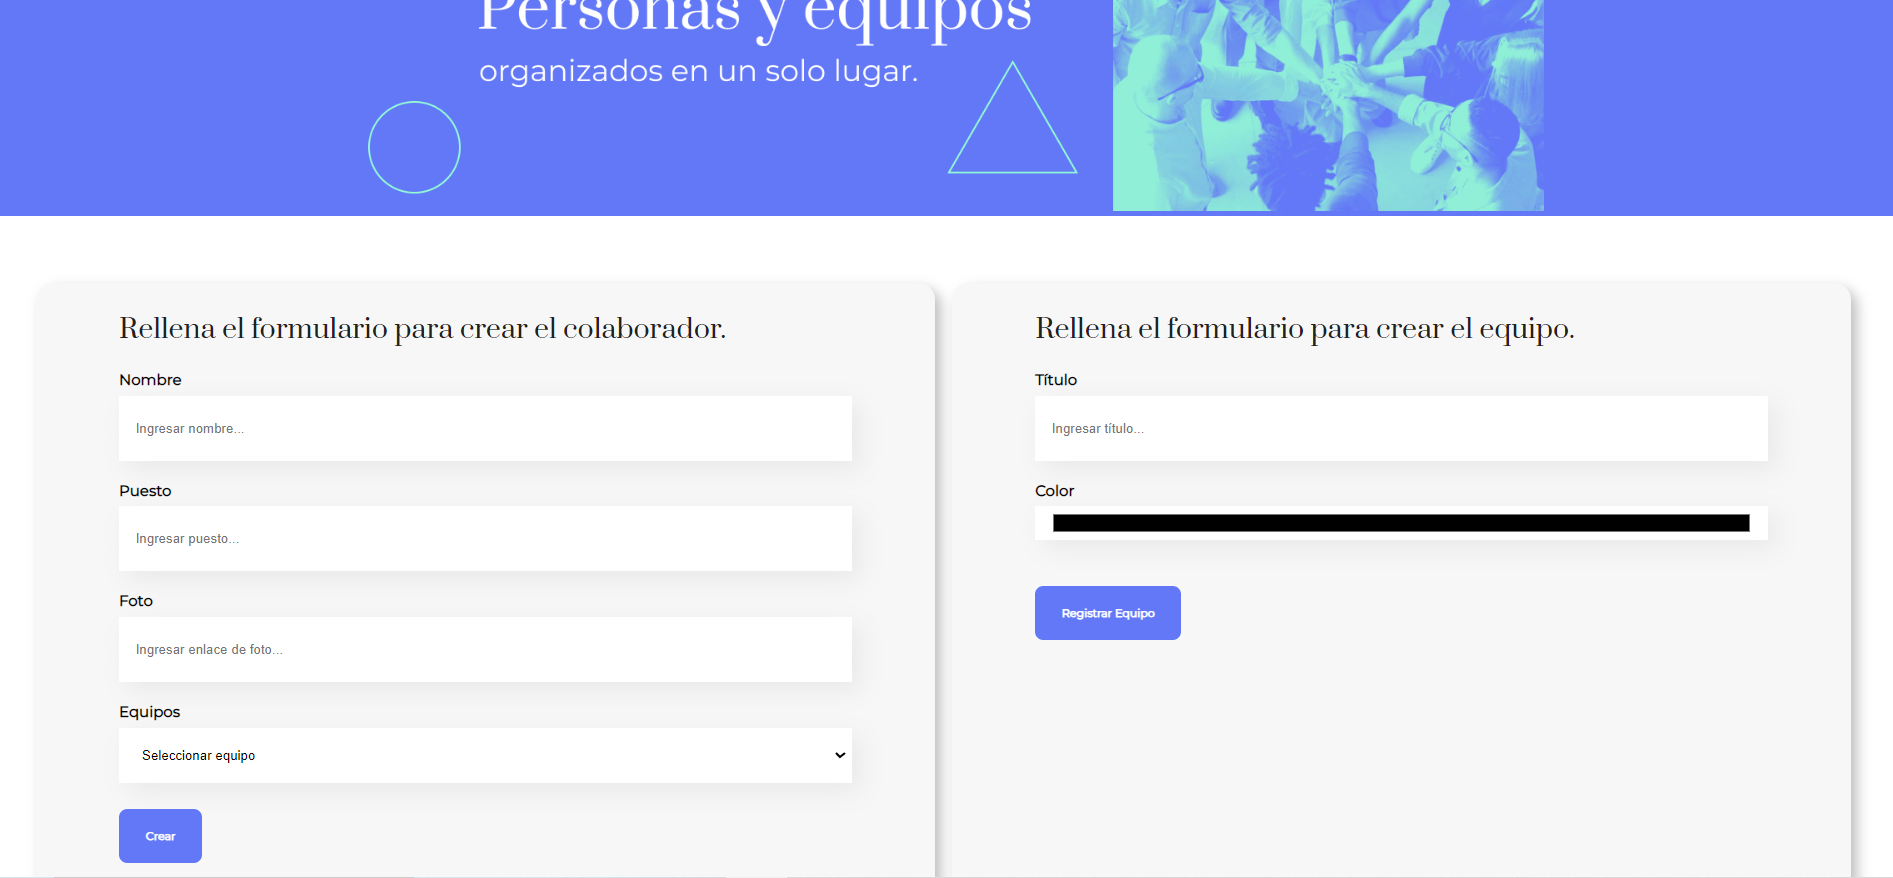 Personas y equipos
organizados en un solo lugar.
Rellena el formulario para crear el colaborador.
Nombre
Ingresar nombre...
Puesto
Ingresar puesto...
Foto
Ingresar enlace de foto...
Equipos
Seleccionar equipo
Crear
Rellena el formulario para crear el equipo.
Título
Ingresar título...
Color
Registrar Equipo